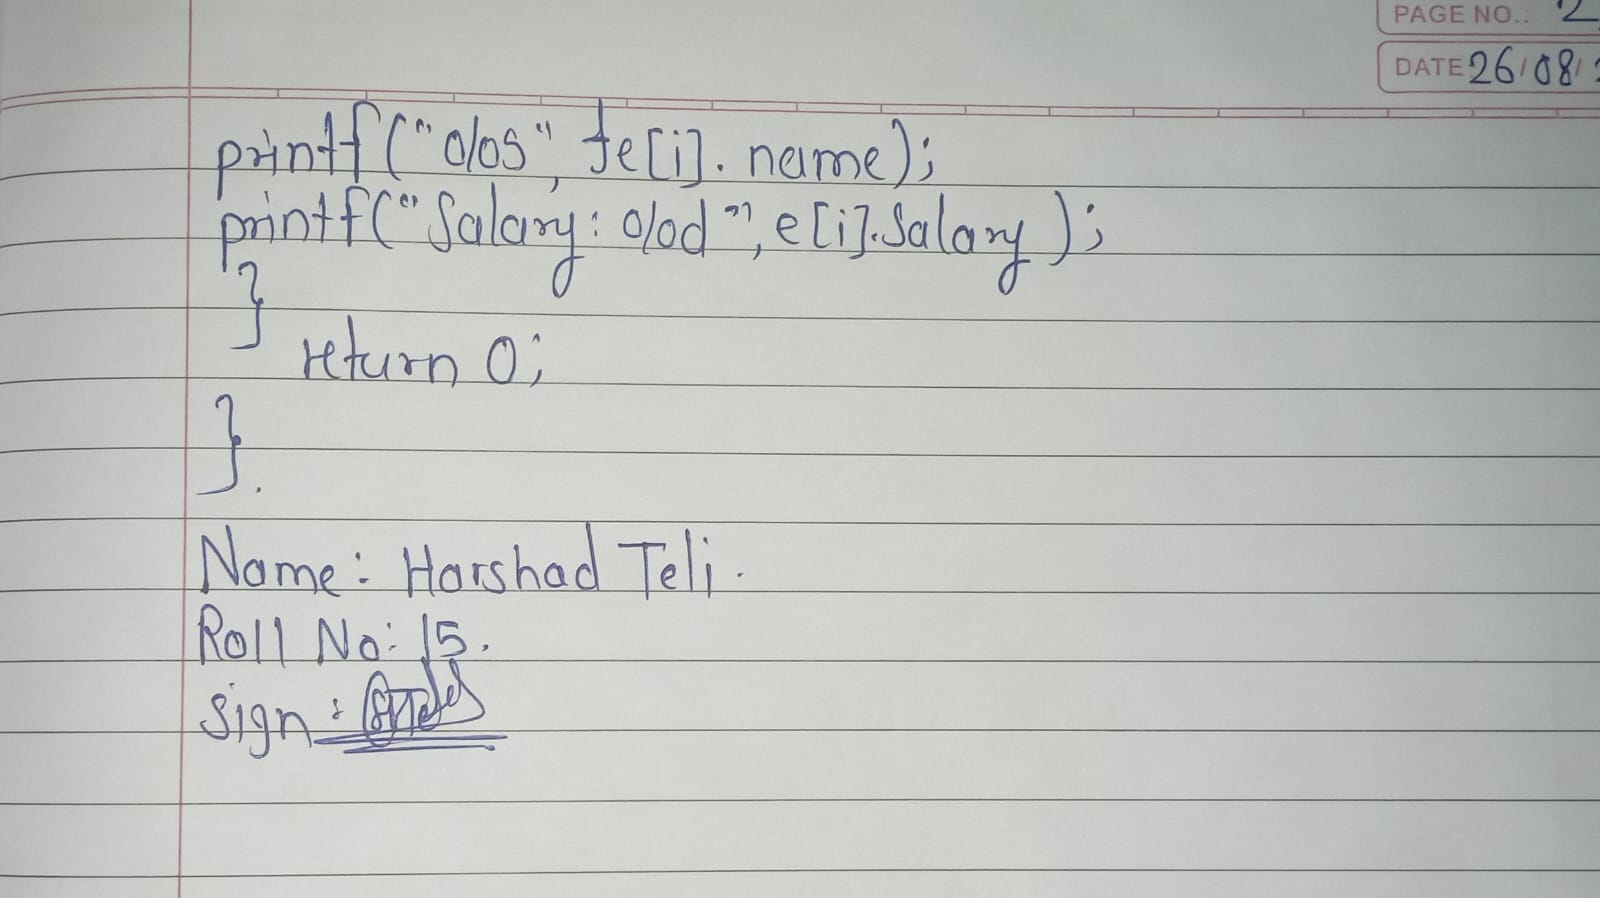 PAGE NO.: 2
DATE 26/08/
printf("%s", &e[i].name);
printf("Salary: %d", e[i].Salary);
}
return 0;
}.
Name: Harshad Teli.
Roll No: 15.
Sign: